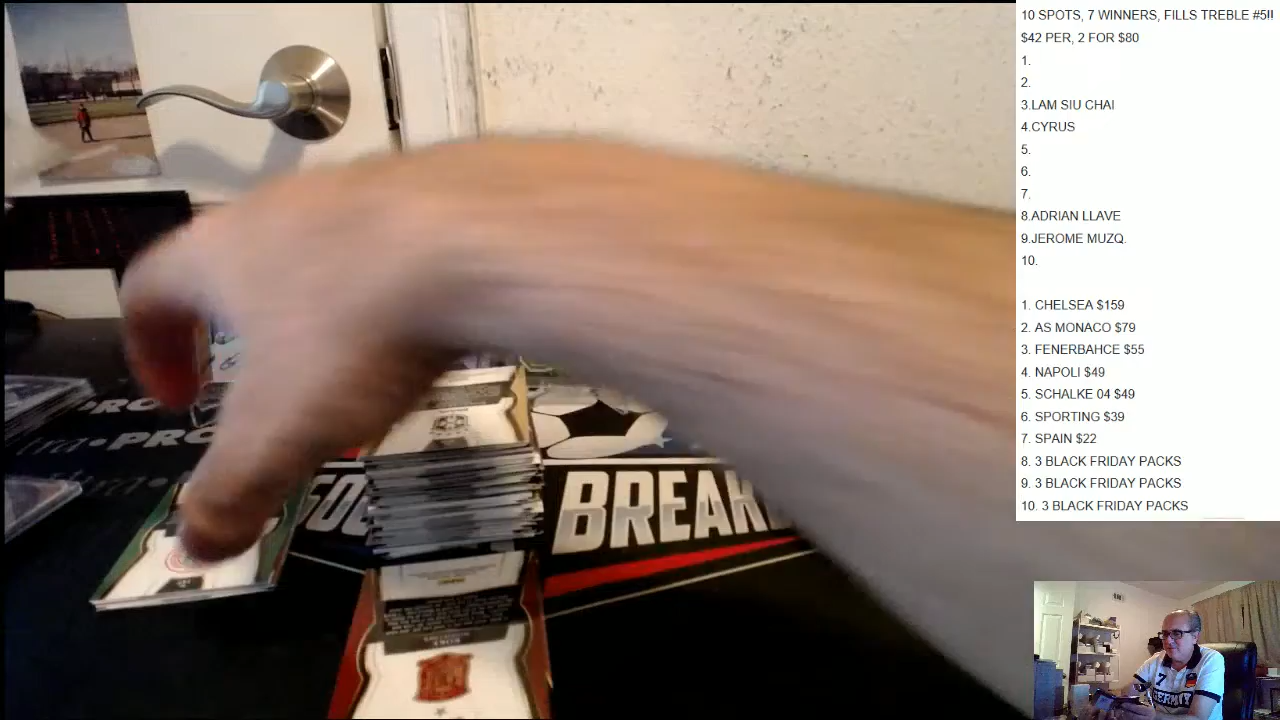 10 SPOTS, 7 WINNERS, FILLS TREBLE #5!!
$42 PER, 2 FOR $80
1.
2.
3.LAM SIU CHAI
4.CYRUS
5.
6.
7.
8.ADRIAN LLAVE
9.JEROME MUZQ.
10.
1. CHELSEA $159
2. AS MONACO $79
3. FENERBAHCE $55
4. NAPOLI $49
5. SCHALKE 04 $49
6. SPORTING $39
7. SPAIN $22
8. 3 BLACK FRIDAY PACKS
9. 3 BLACK FRIDAY PACKS
10. 3 BLACK FRIDAY PACKS
PRO
SOC
BREAK
7